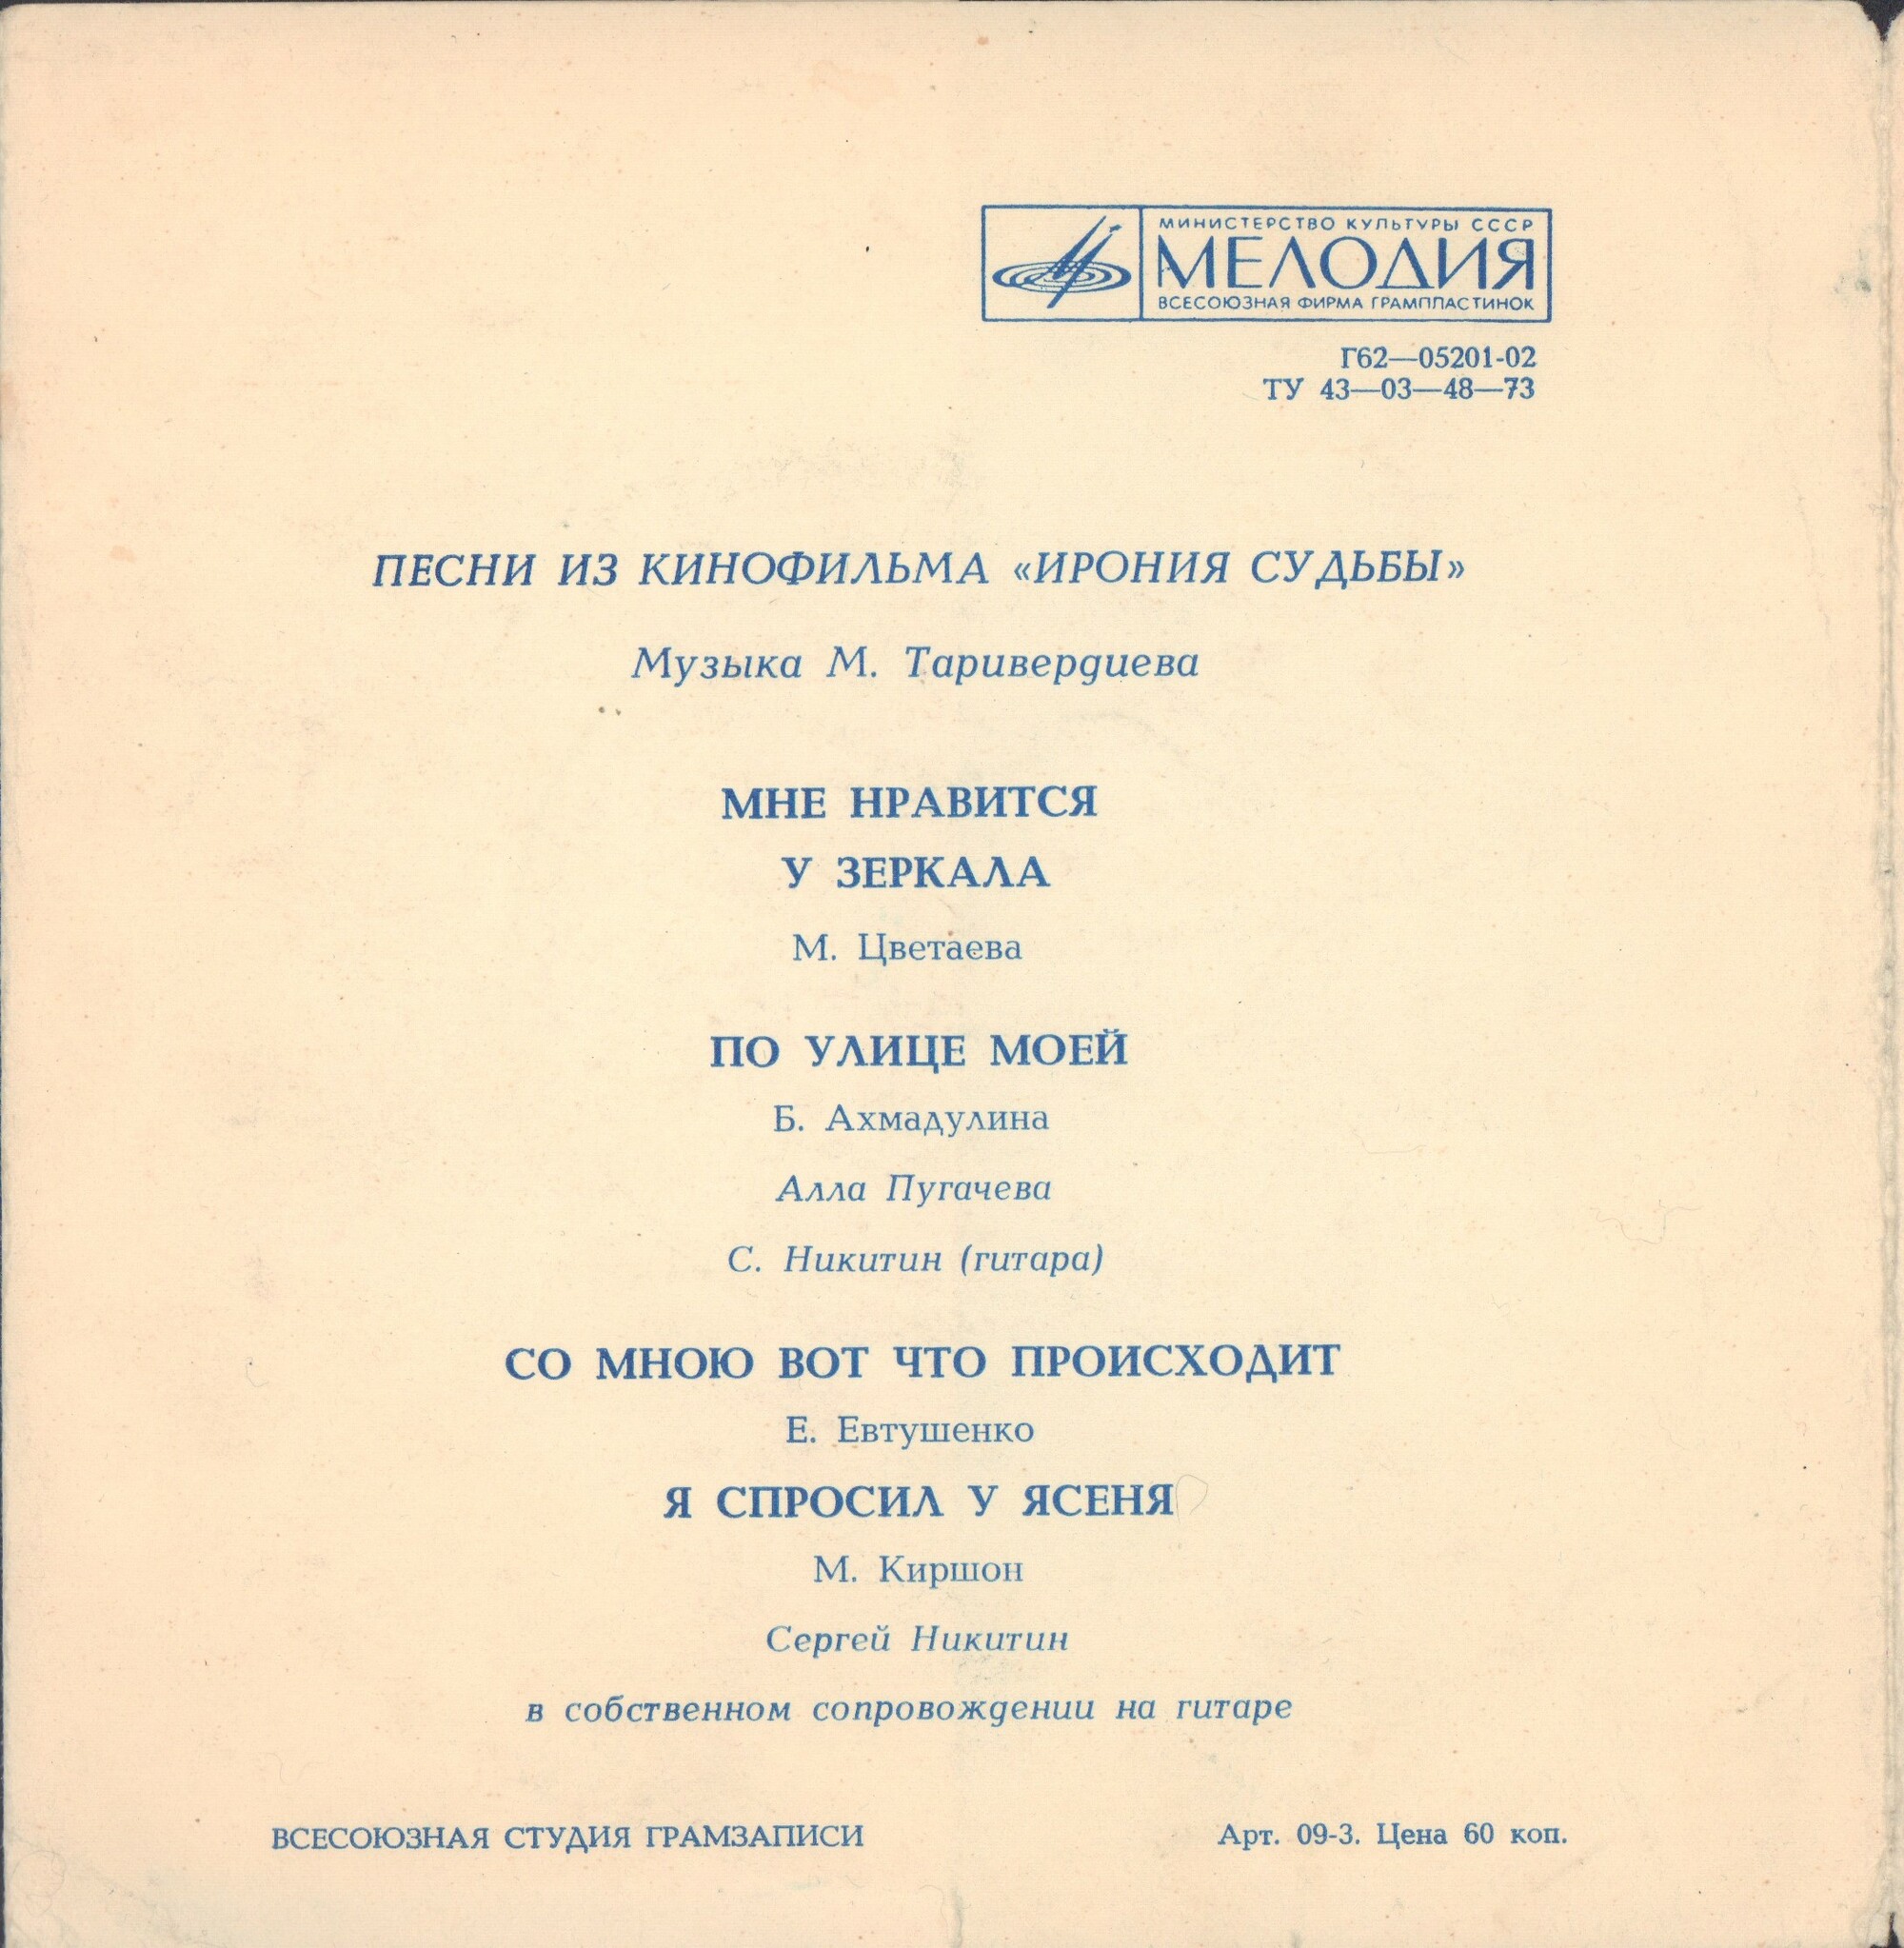 МИНИСТЕРСТВО КУЛЬТУРЫ СССР
МЕЛОДИЯ
ВСЕСОЮЗНАЯ ФИРМА ГРАМПЛАСТИНОК
Г62—05201-02
ТУ 43—03—48—73
ПЕСНИ ИЗ КИНОФИЛЬМА «ИРОНИЯ СУДЬБЫ»
Музыка М. Таривердиева
МНЕ НРАВИТСЯ
У ЗЕРКАЛА
М. Цветаева
ПО УЛИЦЕ МОЕЙ
Б. Ахмадулина
Алла Пугачева
С. Никитин (гитара)
СО МНОЮ ВОТ ЧТО ПРОИСХОДИТ
Е. Евтушенко
Я СПРОСИЛ У ЯСЕНЯ
М. Киршон
Сергей Никитин
в собственном сопровождении на гитаре
ВСЕСОЮЗНАЯ СТУДИЯ ГРАМЗАПИСИ
Арт. 09-3. Цена 60 коп.